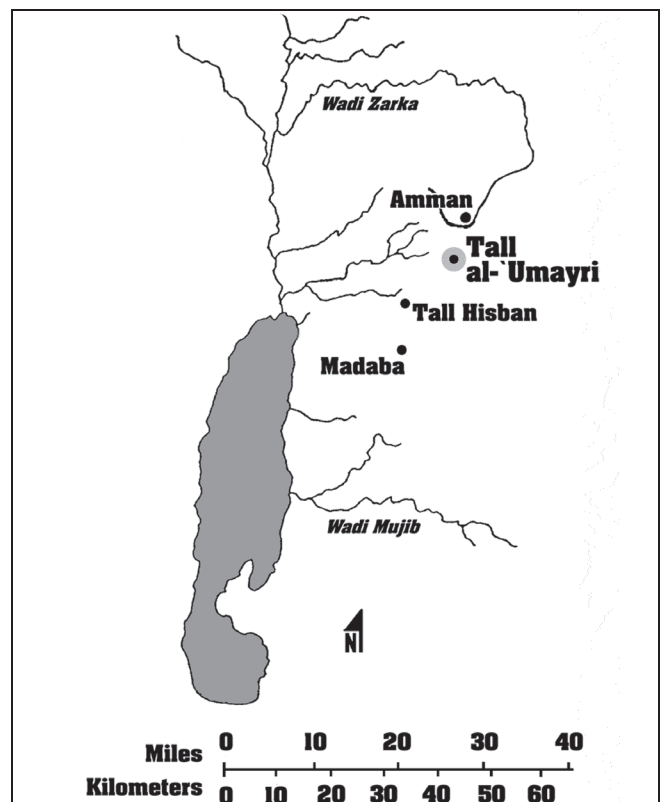 Wadi Zarka
Amman
Tall
al-`Umayri
Tall Hisban
Madaba
Wadi Mujib
N
Miles 0 10 20 30 40
Kilometers 0 10 20 30 40 50 60